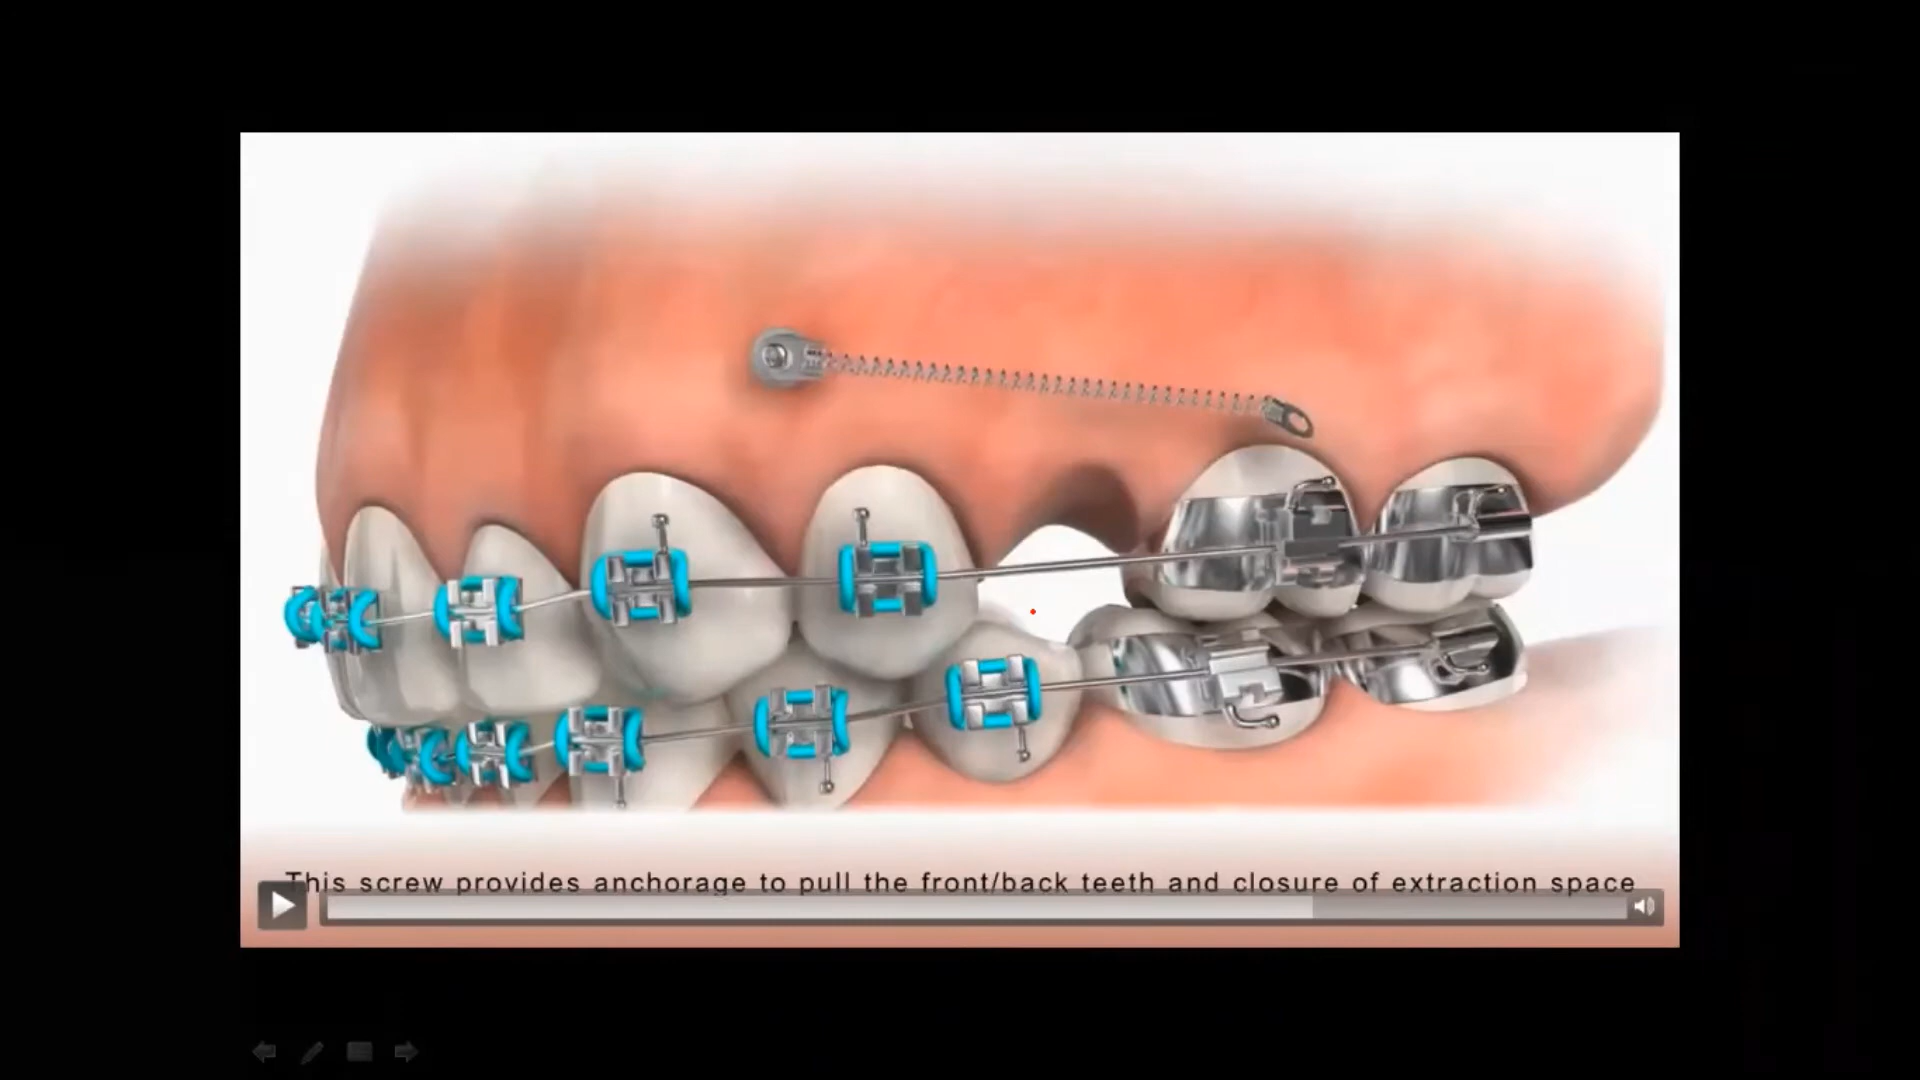 This screw provides anchorage to pull the front/back teeth and closure of extraction space